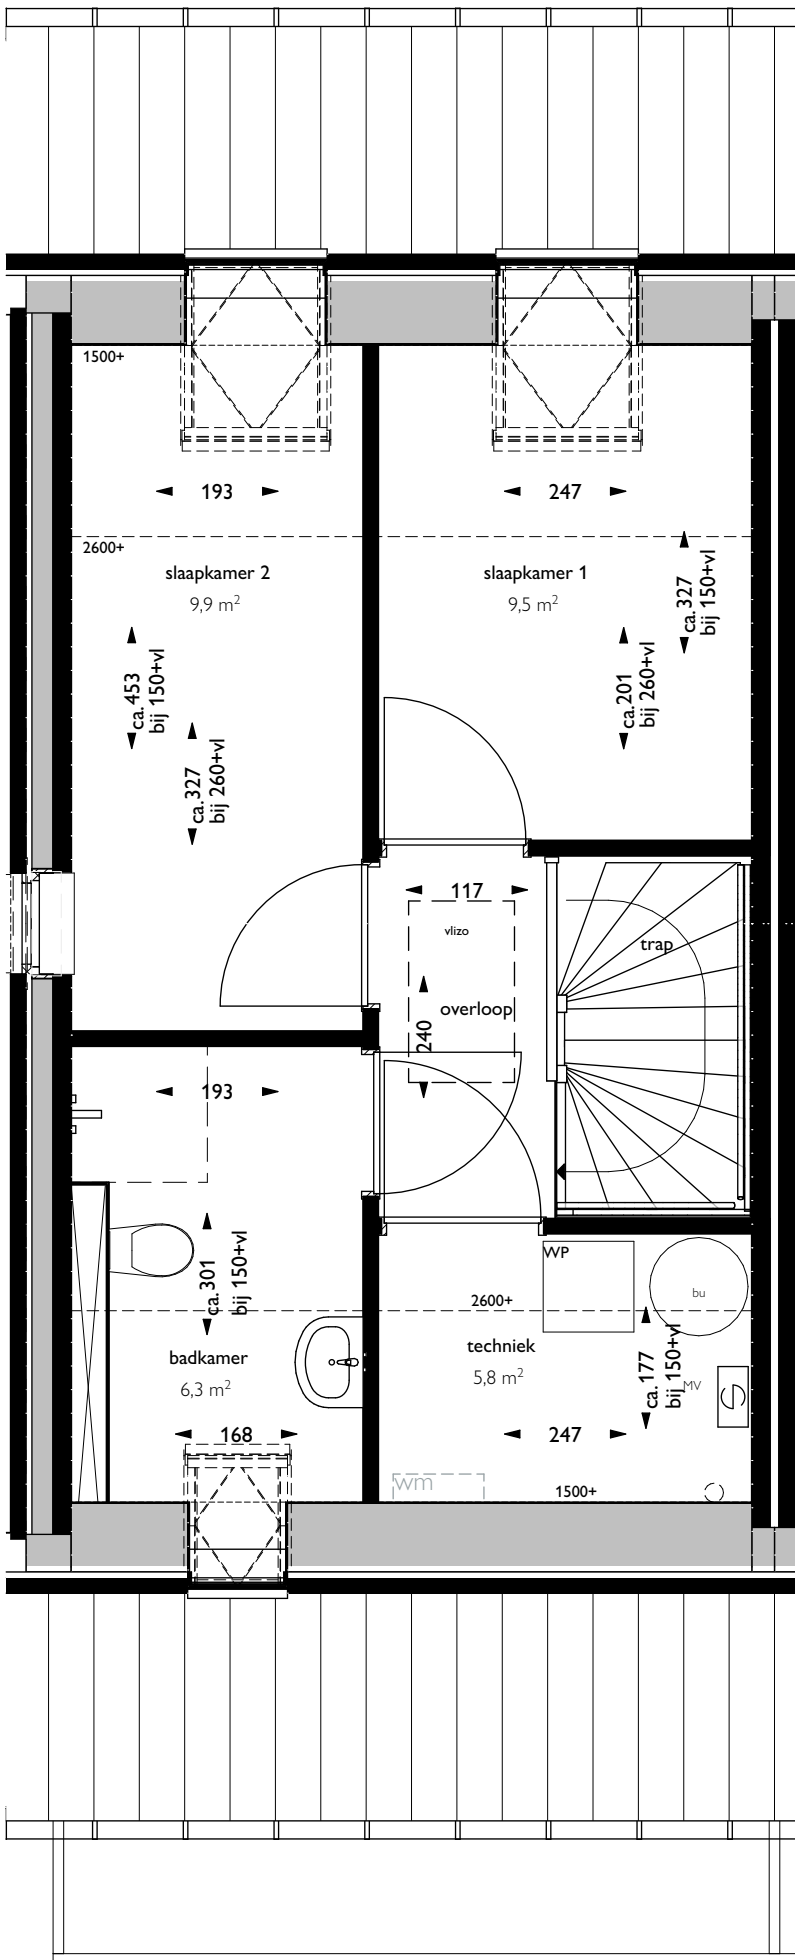 1500+
193
247
2600+
slaapkamer 2
9,9 m²
slaapkamer 1
9,5 m²
ca.327
bij 150+vl
ca.453
bij 150+vl
ca.201
bij 260+vl
ca.327
bij 260+vl
117
vlizo
trap
overloop
240
193
ca.301
bij 150+vl
WP
bu
2600+
badkamer
6,3 m²
techniek
5,8 m²
ca.177
bij 150+vl
MV
168
247
wm
1500+